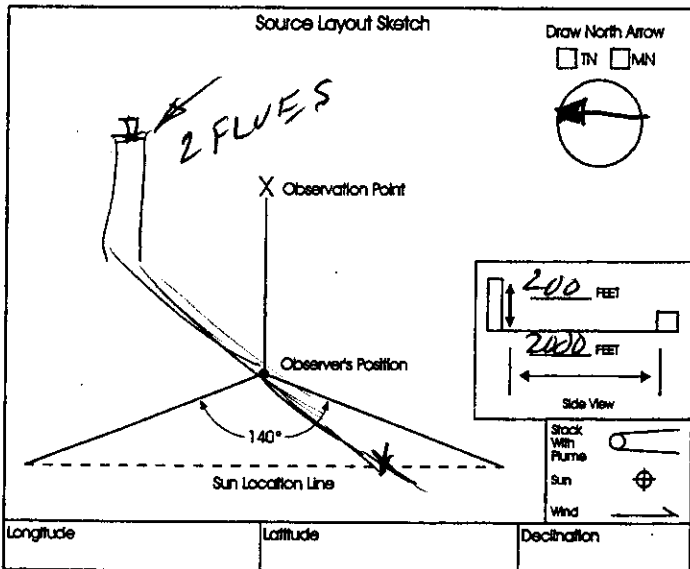 Source Layout Sketch
Draw North Arrow
TN MN
2 FLUES
X Observation Point
200 FEET
2000 FEET
Side View
Observer's Position
140°
Sun Location Line
Stack
With
Plume
Sun
Wind
Longitude
Latitude
Declination